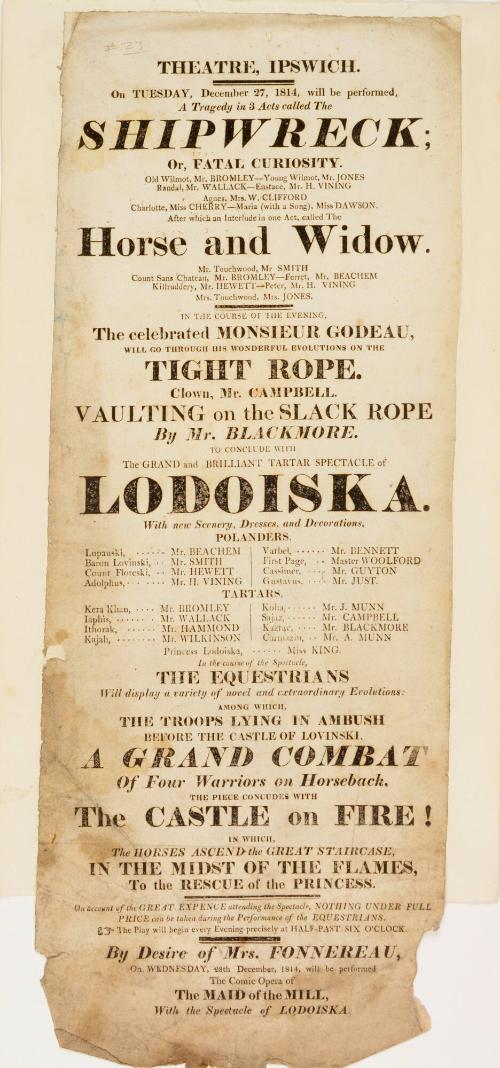 # 23
THEATRE, IPSWICH.
On TUESDAY, December 27, 1814, will be performed,
A Tragedy in 3 Acts called The
SHIPWRECK;
Or, FATAL CURIOSITY.
Old Wilmot, Mr. BROMLEY—Young Wilmot, Mr. JONES
Randal, Mr. WALLACK—Eustace, Mr. H. VINING
Agnes, Mrs. W. CLIFFORD
Charlotte, Miss CHERRY—Maria (with a Song), Miss DAWSON.
After which an Interlude in one Act, called The
Horse and Widow.
Mr. Touchwood, Mr SMITH
Count Sans Chateau, Mr. BROMLEY—Ferret, Mr. BEACHEM
Killruddery, Mr. HEWETT—Peter, Mr. H. VINING
Mrs. Touchwood, Mrs. JONES.
IN THE COURSE OF THE EVENING,
The celebrated MONSIEUR GODEAU,
WILL GO THROUGH HIS WONDERFUL EVOLUTIONS ON THE
TIGHT ROPE.
Clown, Mr. CAMPBELL.
VAULTING on the SLACK ROPE
By Mr. BLACKMORE.
TO CONCLUDE WITH
The GRAND and BRILLIANT TARTAR SPECTACLE of
LODOISKA.
With new Scenery, Dresses, and Decorations,
POLANDERS.
Lupauski, ...... Mr. BEACHEM
Baron Lovinski, .. Mr. SMITH
Count Floreski, .. Mr. HEWETT
Adolphus, ...... Mr. H. VINING
Varbel, ...... Mr. BENNETT
First Page, .. Master WOOLFORD
Cassimer, .... Mr. GUYTON
Gustavus, .... Mr. JUST.
TARTARS.
Kera Khan, .... Mr. BROMLEY
Japhis, ...... Mr. WALLACK
Ithorak, ...... Mr. HAMMOND
Kajah, ...... Mr. WILKINSON
Koha, ...... Mr. J. MUNN
Sajaz, ...... Mr. CAMPBELL
Kazrac, .... Mr. BLACKMORE
Camazin, .. Mr. A. MUNN
Princess Lodoiska, ...... Miss KING.
In the course of the Spectacle,
THE EQUESTRIANS
Will display a variety of novel and extraordinary Evolutions:
AMONG WHICH,
THE TROOPS LYING IN AMBUSH
BEFORE THE CASTLE OF LOVINSKI.
A GRAND COMBAT
Of Four Warriors on Horseback,
THE PIECE CONCUDES WITH
The CASTLE on FIRE!
IN WHICH,
The HORSES ASCEND the GREAT STAIRCASE,
IN THE MIDST OF THE FLAMES,
To the RESCUE of the PRINCESS.
On account of the GREAT EXPENCE attending the Spectacle, NOTHING UNDER FULL
PRICE can be taken during the Performance of the EQUESTRIANS.
☞ The Play will begin every Evening precisely at HALF-PAST SIX O'CLOCK.
By Desire of Mrs. FONNEREAU,
On WEDNESDAY, 28th December, 1814, will be performed
The Comic Opera of
The MAID of the MILL,
With the Spectacle of LODOISKA